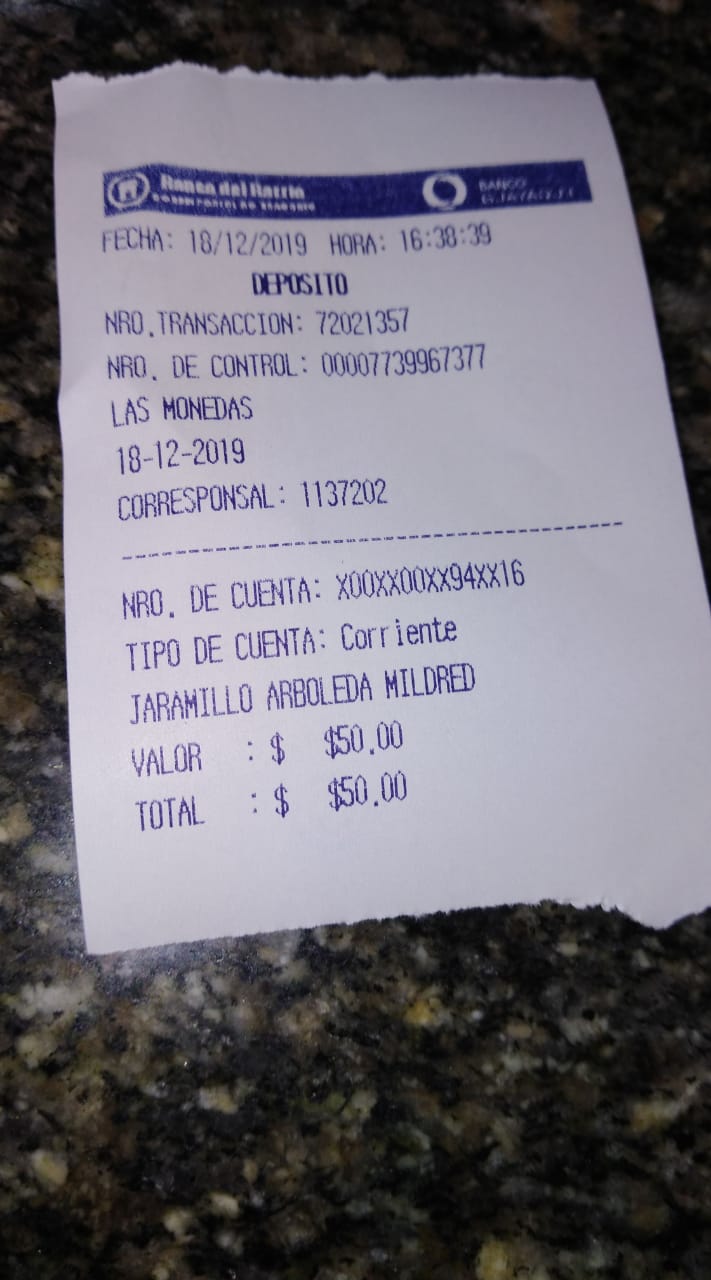 Banco del Barrio
BANCO
FECHA: 18/12/2019 HORA: 16:38:39
DEPOSITO
NRO.TRANSACCION: 72021357
NRO. DE CONTROL: 00007739967377
LAS MONEDAS
18-12-2019
CORRESPONSAL: 1137202
NRO. DE CUENTA: X00XX00XX94XX16
TIPO DE CUENTA: Corriente
JARAMILLO ARBOLEDA MILDRED
VALOR : $ $50.00
TOTAL : $ $50.00